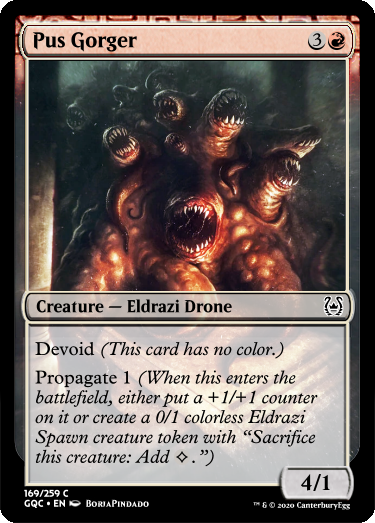 Pus Gorger 3
Creature — Eldrazi Drone
Devoid (This card has no color.)
Propagate 1 (When this enters the
battlefield, either put a +1/+1 counter
on it or create a 0/1 colorless Eldrazi
Spawn creature token with “Sacrifice
this creature: Add ◇.”)
4/1
169/259 C
GQC • EN BorjaPindado
™ & © 2020 CanterburyEgg